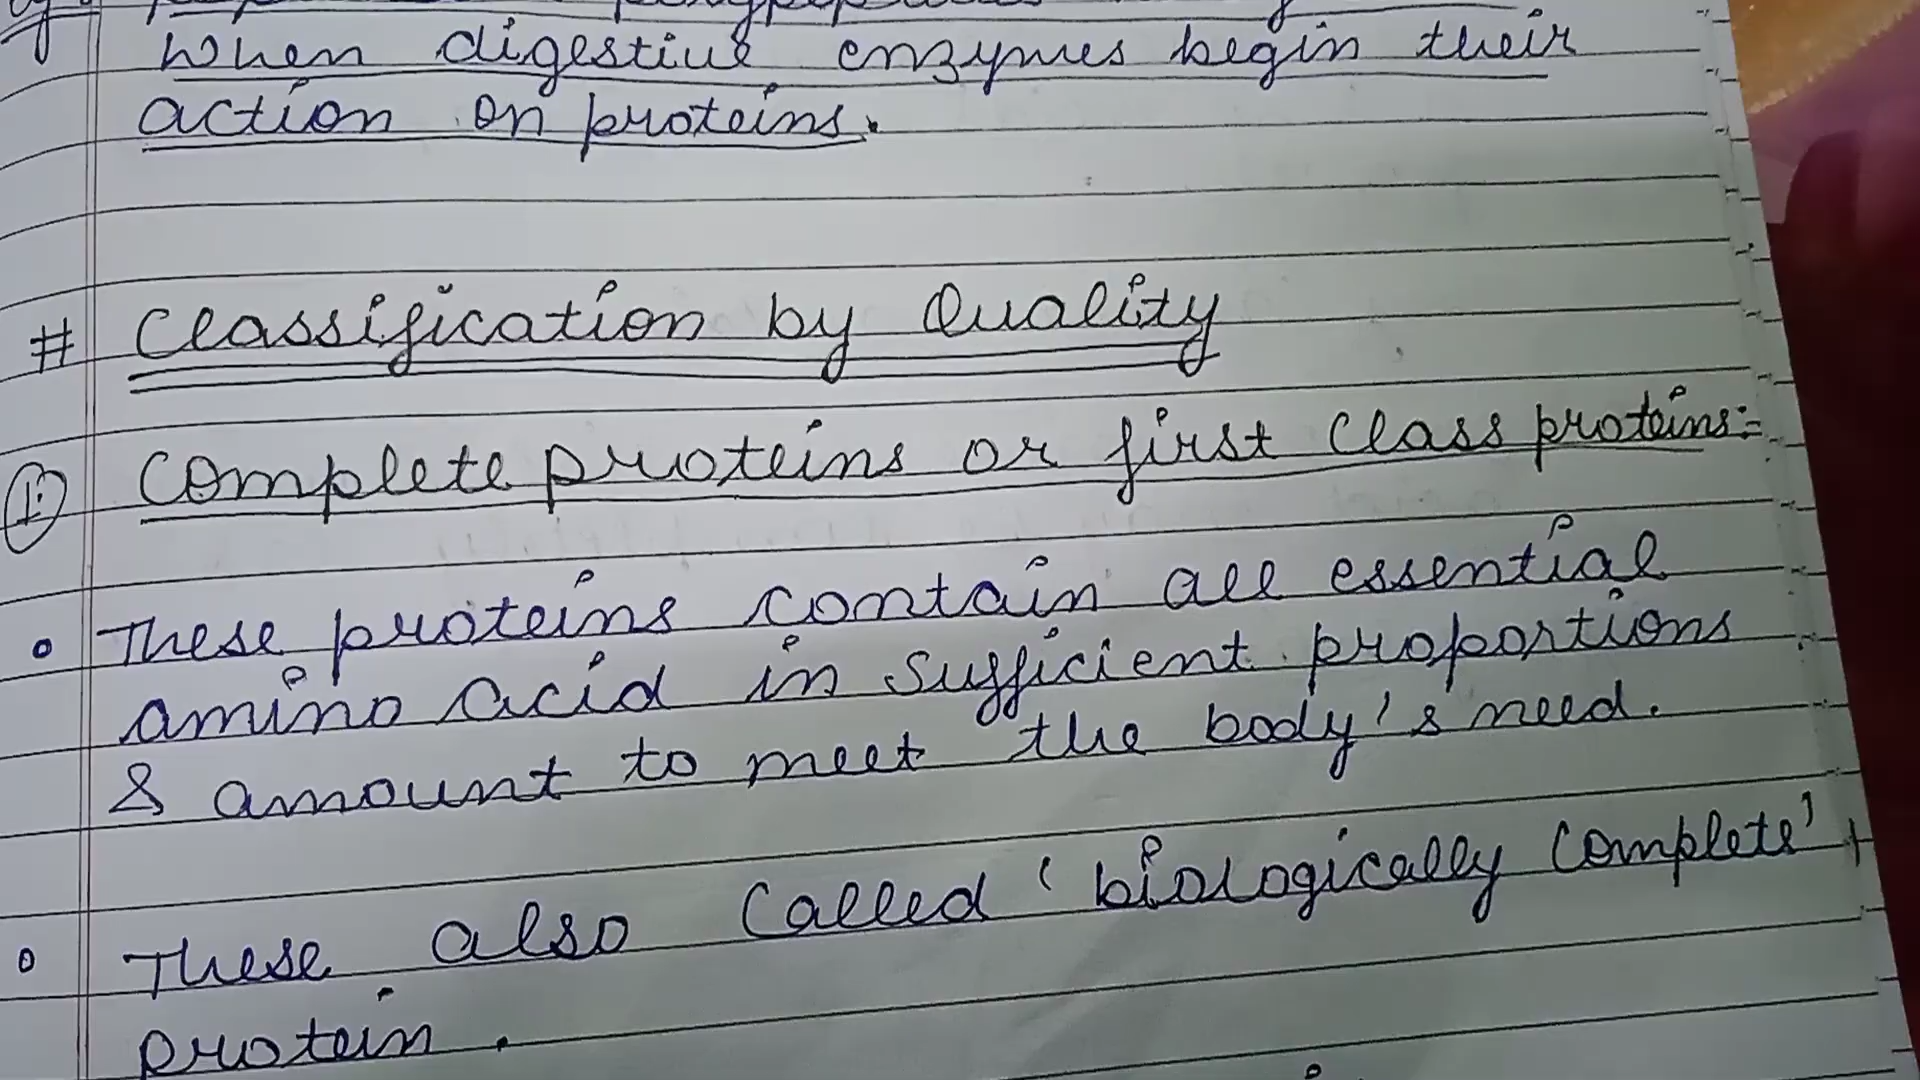 when digestive enzymes begin their
action on proteins.
# Classification by Quality
1. Complete proteins or first class proteins:-
• These proteins contain all essential
amino acid in sufficient proportions
& amount to meet the body's need.
• These also called 'biologically complete'
protein.